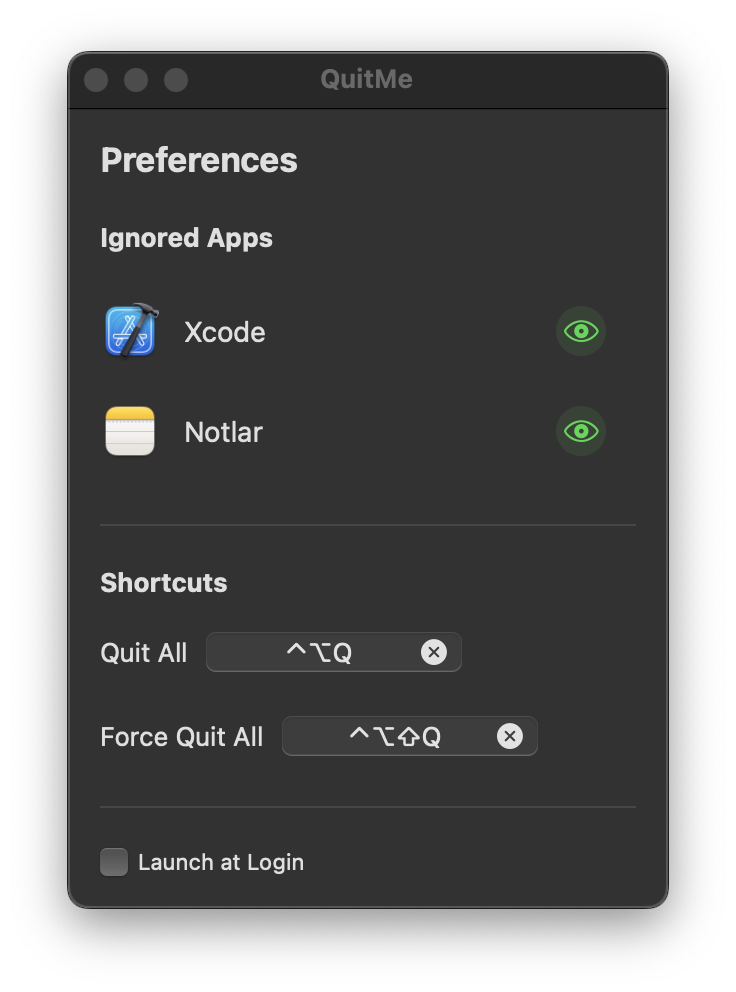 QuitMe
Preferences
Ignored Apps
Xcode
Notlar
Shortcuts
Quit All ⌃⌥Q
Force Quit All ⌃⌥⇧Q
Launch at Login